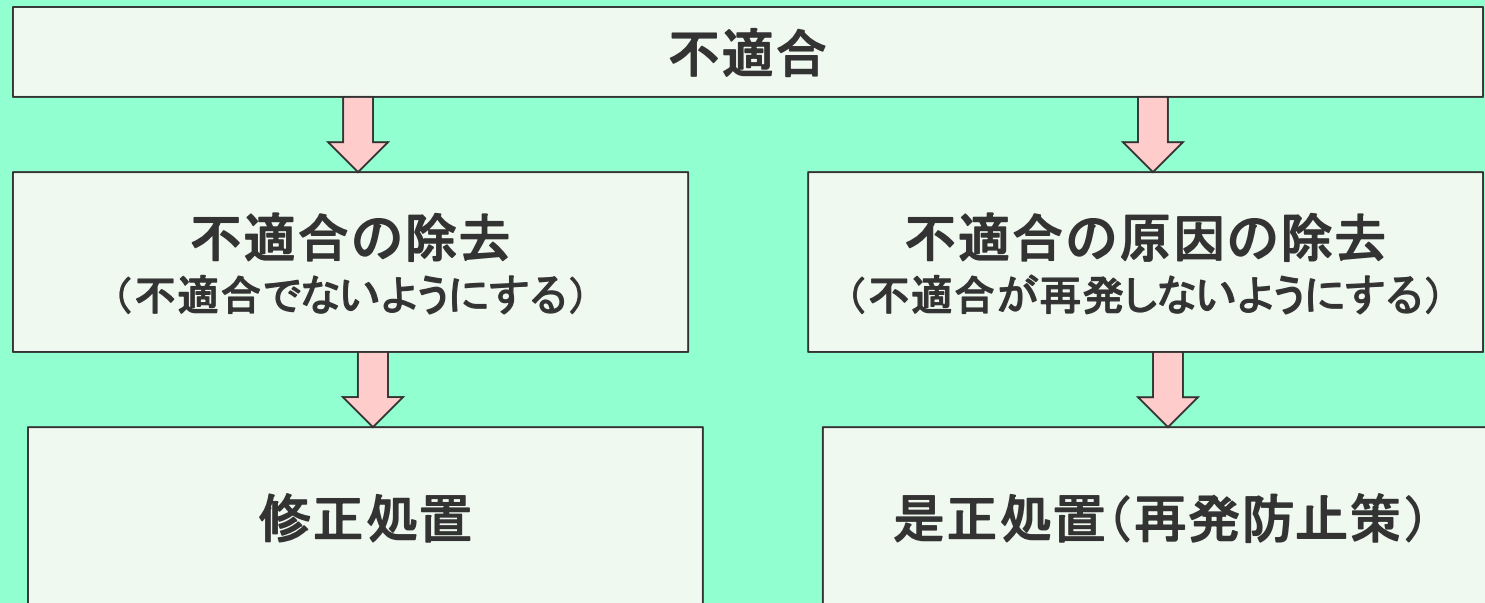 不適合
不適合の除去
（不適合でないようにする）
不適合の原因の除去
（不適合が再発しないようにする）
修正処置
是正処置（再発防止策）